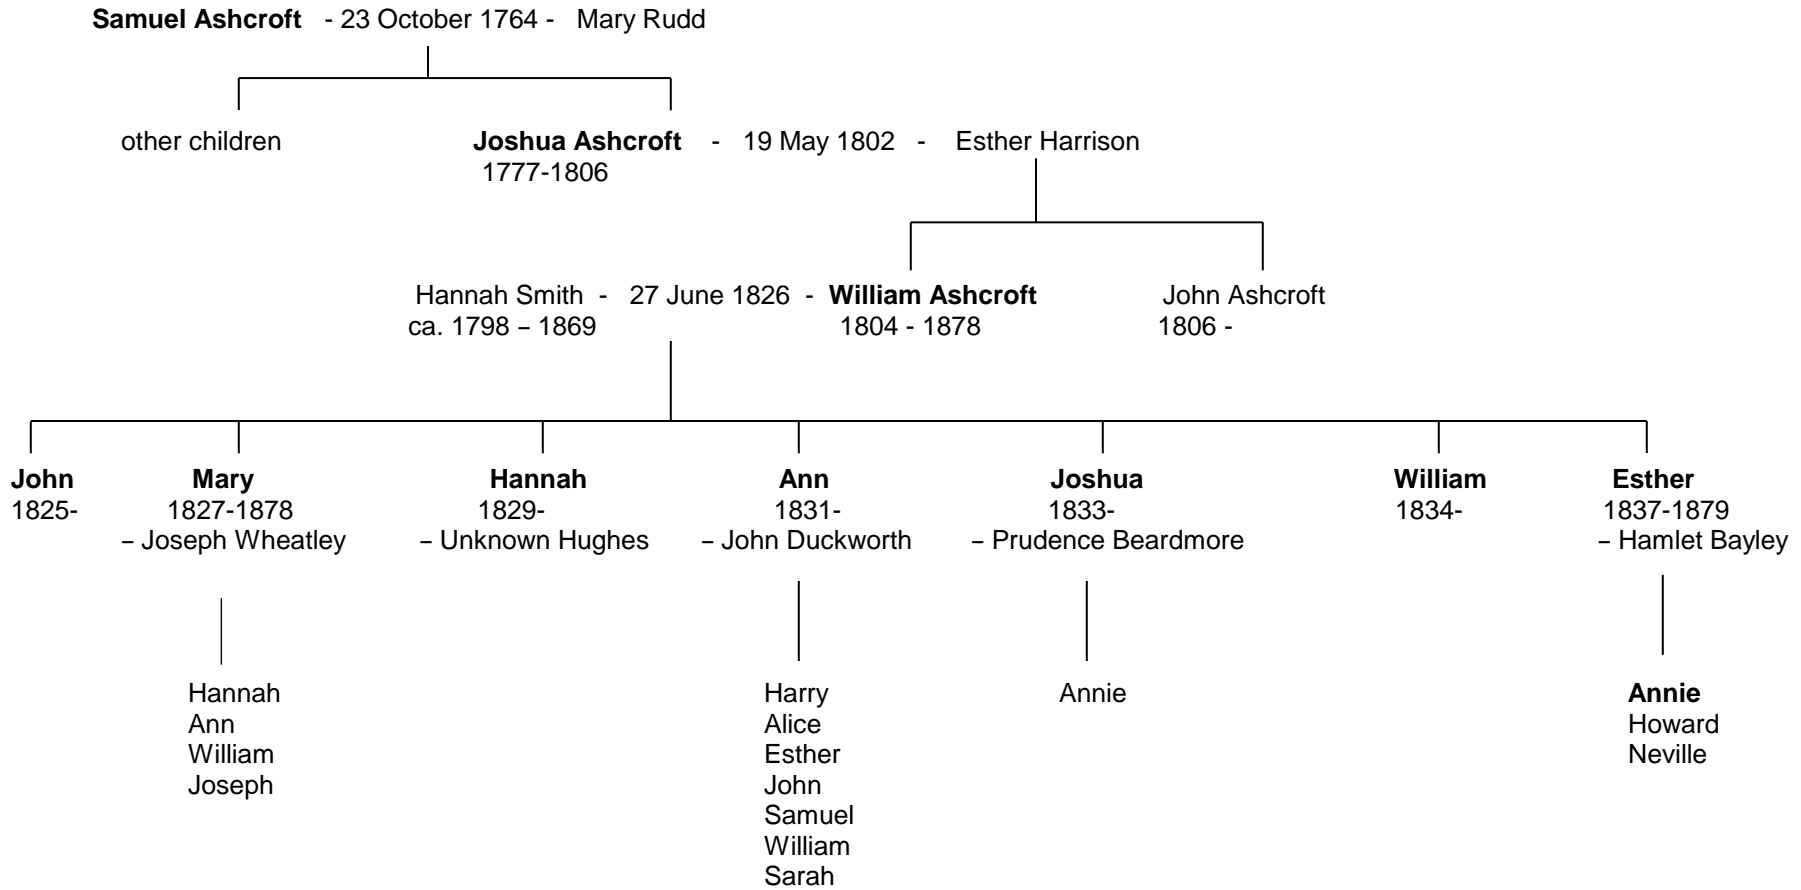 Samuel Ashcroft - 23 October 1764 - Mary Rudd
other children Joshua Ashcroft - 19 May 1802 - Esther Harrison
1777-1806
Hannah Smith - 27 June 1826 - William Ashcroft John Ashcroft
ca. 1798 – 1869 1804 - 1878 1806 -
John Mary Hannah Ann Joshua William Esther
1825- 1827-1878 1829- 1831- 1833- 1834- 1837-1879
– Joseph Wheatley – Unknown Hughes – John Duckworth – Prudence Beardmore – Hamlet Bayley
Hannah Harry Annie Annie
Ann Alice Howard
William Esther Neville
Joseph John
Samuel
William
Sarah